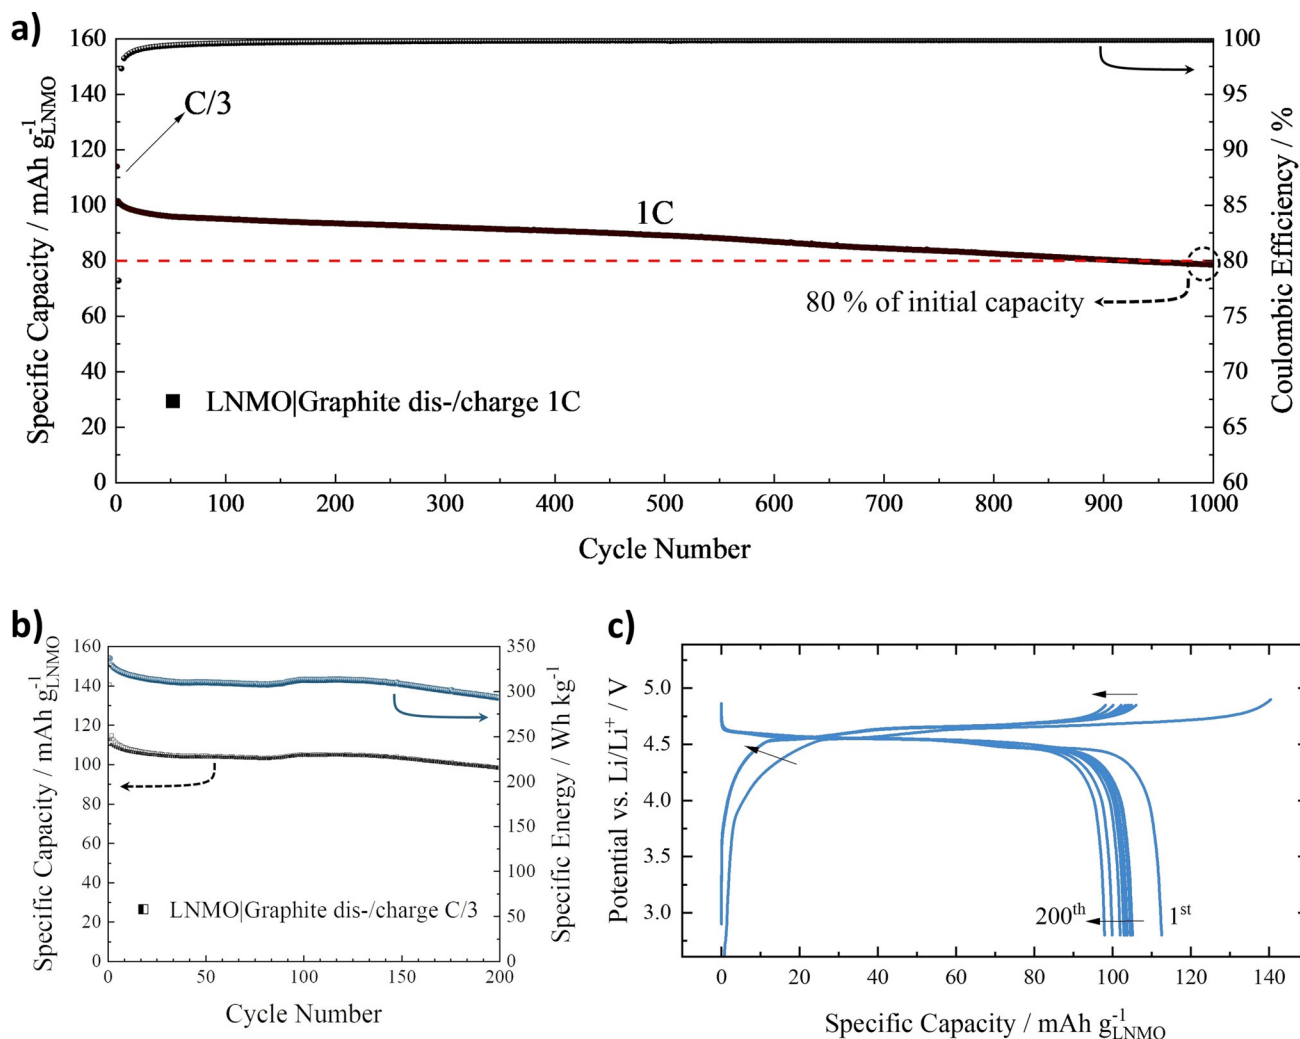 a)
160
140
120
100
80
60
40
20
0
Specific Capacity / mAh g⁻¹LNMO
C/3
1C
80 % of initial capacity
LNMO|Graphite dis-/charge 1C
100
95
90
85
80
75
70
65
60
Coulombic Efficiency / %
0 100 200 300 400 500 600 700 800 900 1000
Cycle Number
b)
160
140
120
100
80
60
40
20
0
Specific Capacity / mAh g⁻¹LNMO
LNMO|Graphite dis-/charge C/3
350
300
250
200
150
100
50
0
Specific Energy / Wh kg⁻¹
0 50 100 150 200
Cycle Number
c)
5.0
4.5
4.0
3.5
3.0
Potential vs. Li/Li⁺ / V
200th 1st
0 20 40 60 80 100 120 140
Specific Capacity / mAh g⁻¹LNMO